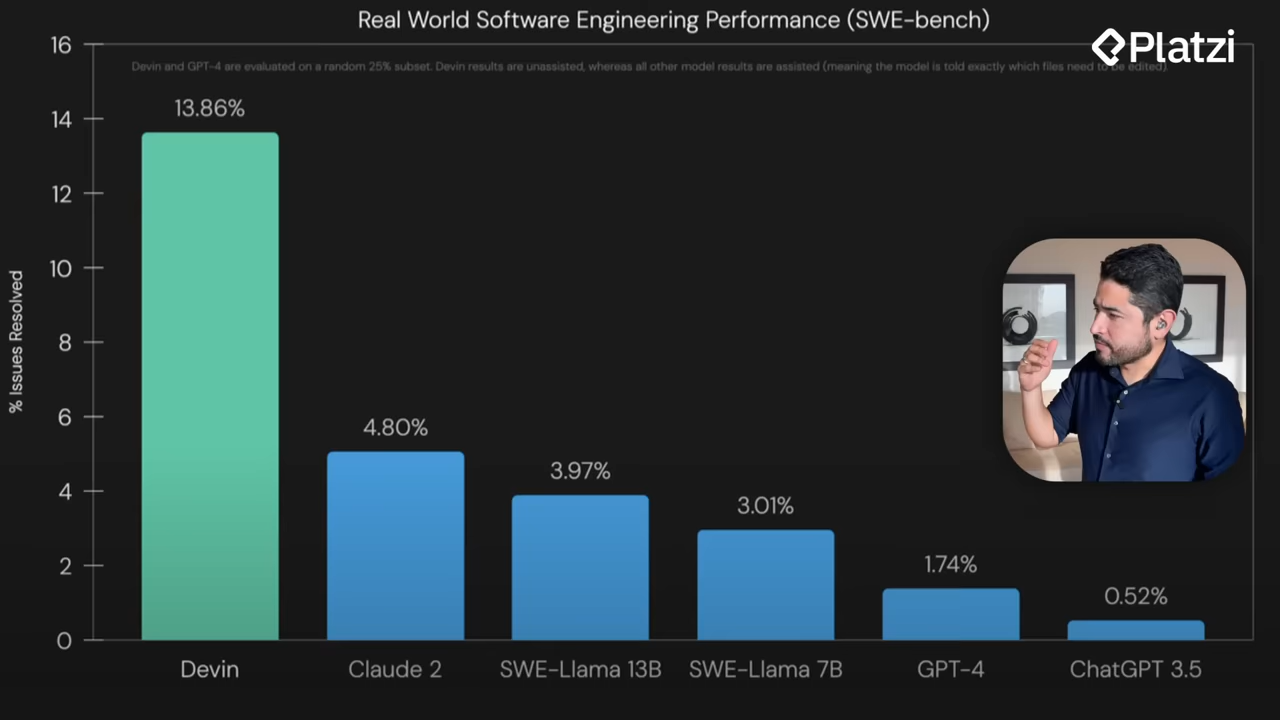 Real World Software Engineering Performance (SWE-bench)
Platzi
Devin and GPT-4 are evaluated on a random 25% subset. Devin results are unassisted, whereas all other model results are assisted (meaning the model is told exactly which files need to be edited).
% Issues Resolved
16
14
12
10
8
6
4
2
0
13.86%
4.80%
3.97%
3.01%
1.74%
0.52%
Devin
Claude 2
SWE-Llama 13B
SWE-Llama 7B
GPT-4
ChatGPT 3.5